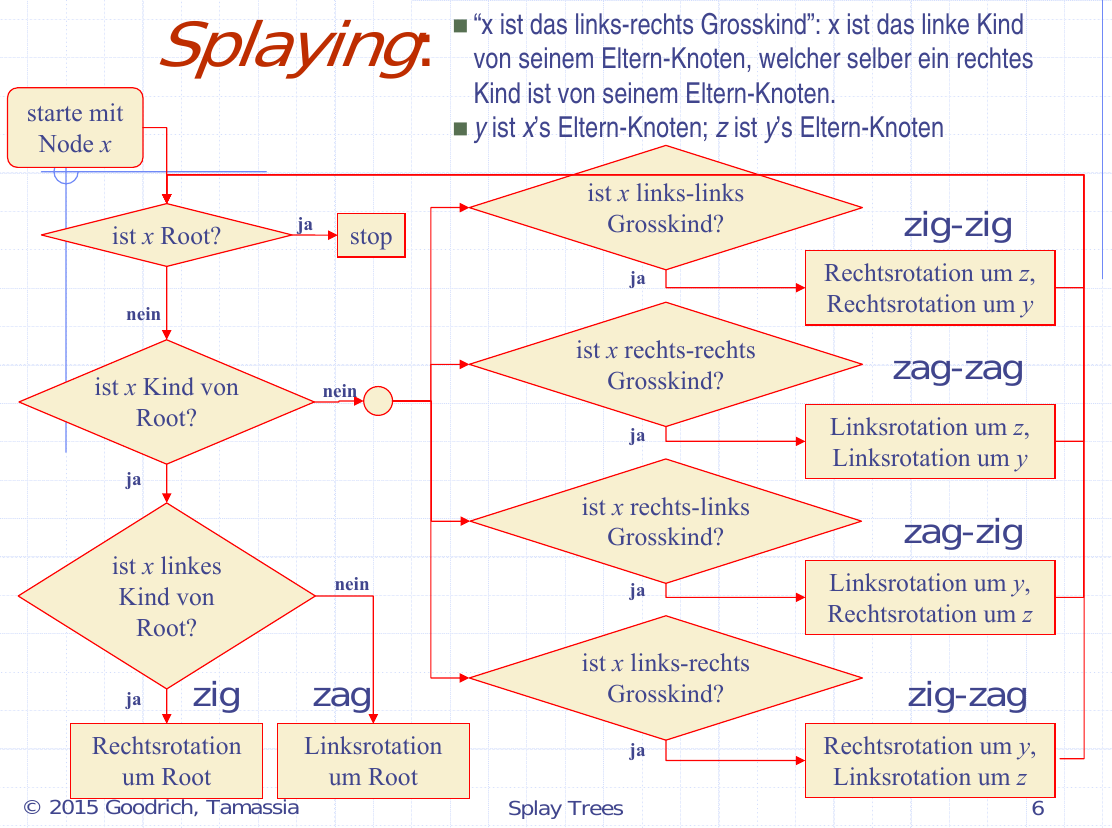 Splaying:
■ “x ist das links-rechts Grosskind”: x ist das linke Kind
von seinem Eltern-Knoten, welcher selber ein rechtes
Kind ist von seinem Eltern-Knoten.
■ y ist x’s Eltern-Knoten; z ist y’s Eltern-Knoten
starte mit
Node x
ist x Root?
ja
stop
nein
ist x Kind von
Root?
nein
ja
ist x linkes
Kind von
Root?
nein
ja
zig
zag
Rechtsrotation
um Root
Linksrotation
um Root
ist x links-links
Grosskind?
zig-zig
ja
Rechtsrotation um z,
Rechtsrotation um y
ist x rechts-rechts
Grosskind?
zag-zag
ja
Linksrotation um z,
Linksrotation um y
ist x rechts-links
Grosskind?
zag-zig
ja
Linksrotation um y,
Rechtsrotation um z
ist x links-rechts
Grosskind?
zig-zag
ja
Rechtsrotation um y,
Linksrotation um z
© 2015 Goodrich, Tamassia
Splay Trees
6